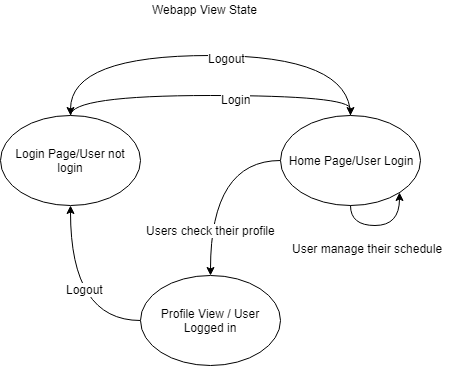 Webapp View State
Logout
Login
Login Page/User not
login
Home Page/User Login
Users check their profile
User manage their schedule
Logout
Profile View / User
Logged in